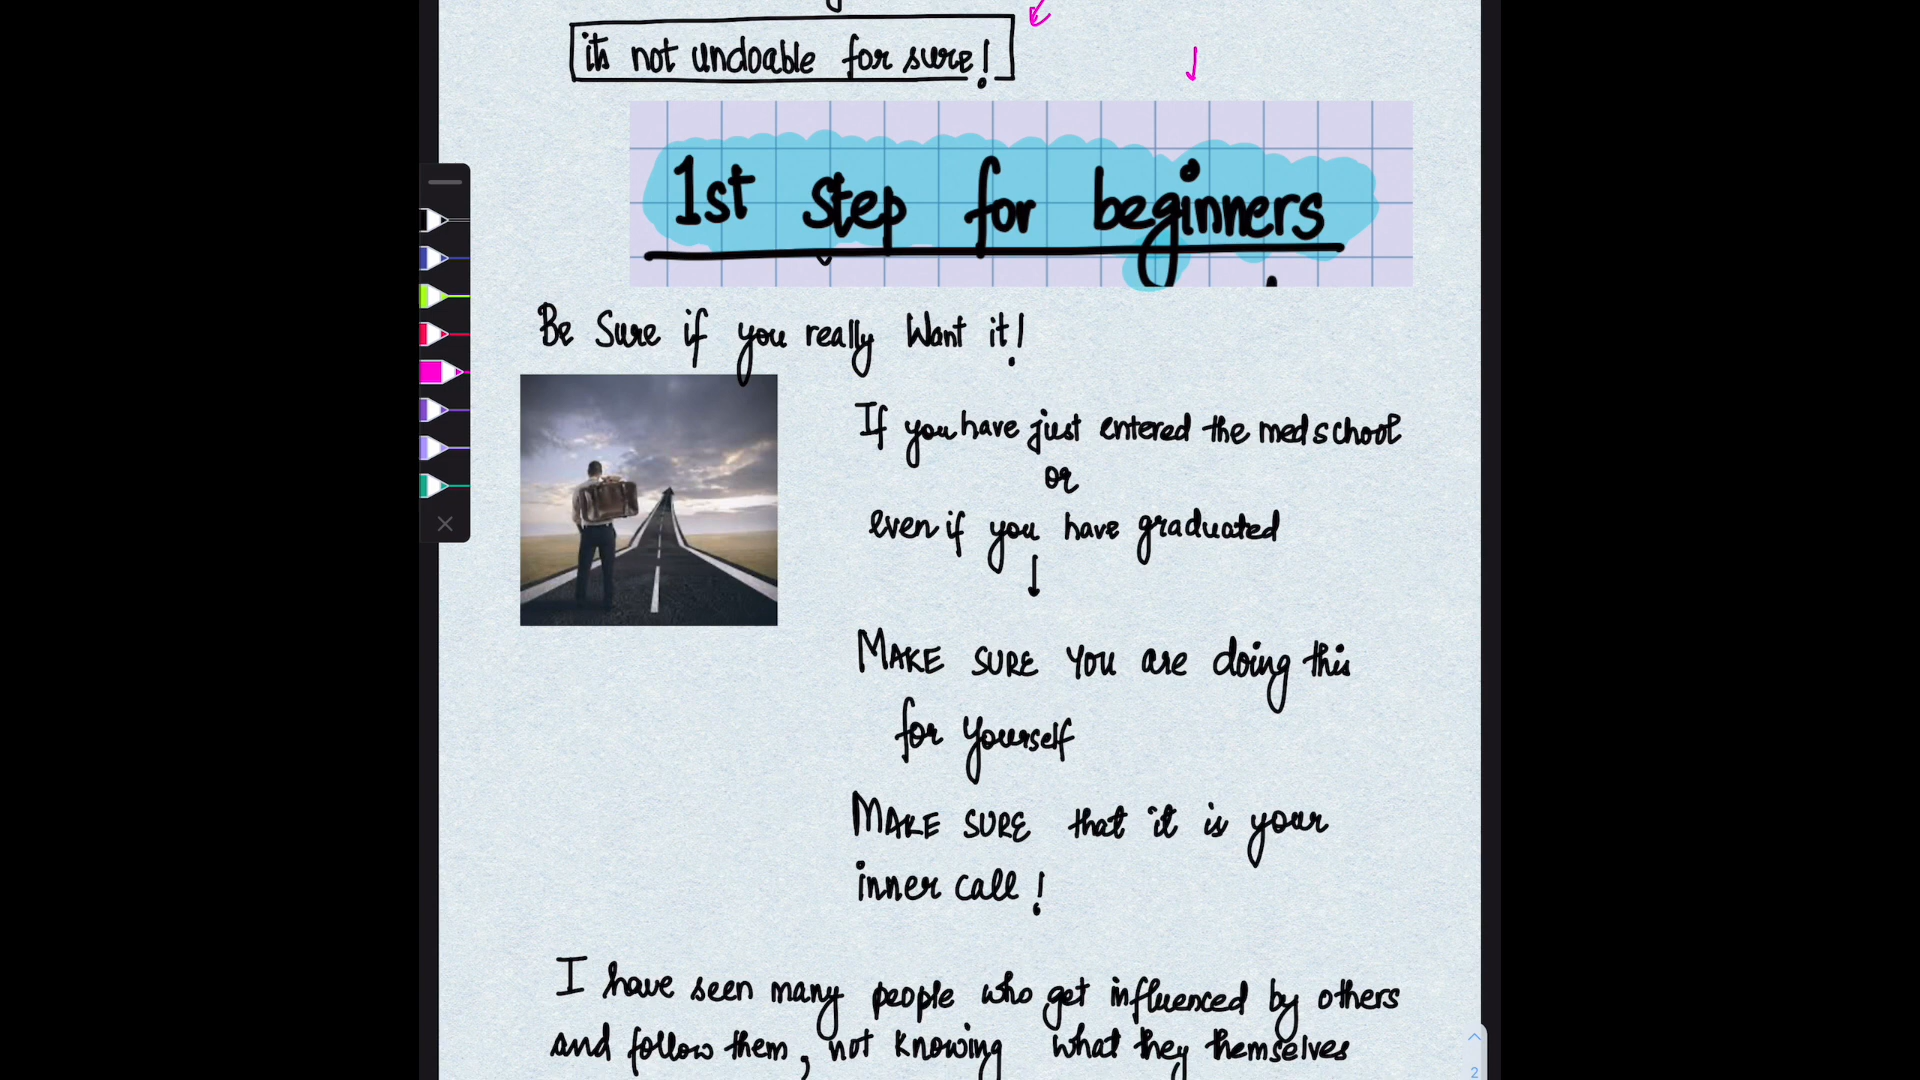 its not undoable for sure!
1st step for beginners
Be Sure if you really Want it!
If you have just entered the med school
or
even if you have graduated
MAKE SURE YOU are doing this
for yourself
MAKE SURE that it is your
inner call!
I have seen many people who get influenced by others
and follow them, not knowing what they themselves
2